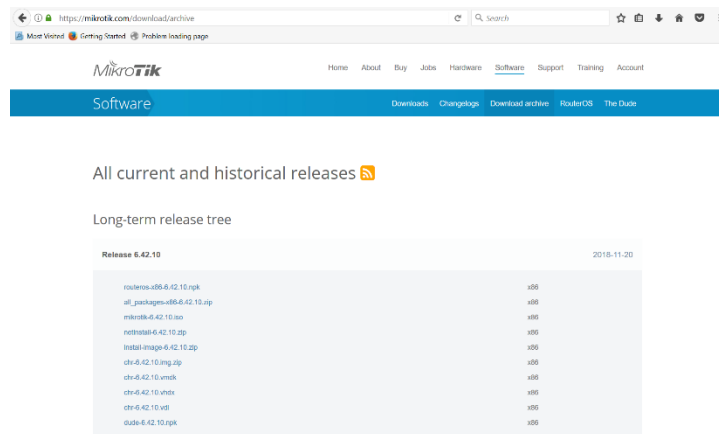 https://mikrotik.com/download/archive
Search
Most Visited Getting Started Problem loading page
MikroTik
Home About Buy Jobs Hardware Software Support Training Account
Software
Downloads Changelogs Download archive RouterOS The Dude
All current and historical releases
Long-term release tree
Release 6.42.10 2018-11-20
routeros-x86-6.42.10.npk x86
all_packages-x86-6.42.10.zip x86
mikrotik-6.42.10.iso x86
netinstall-6.42.10.zip x86
install-image-6.42.10.zip x86
chr-6.42.10.img.zip x86
chr-6.42.10.vmdk x86
chr-6.42.10.vhdx x86
chr-6.42.10.vdi x86
dude-6.42.10.npk x86